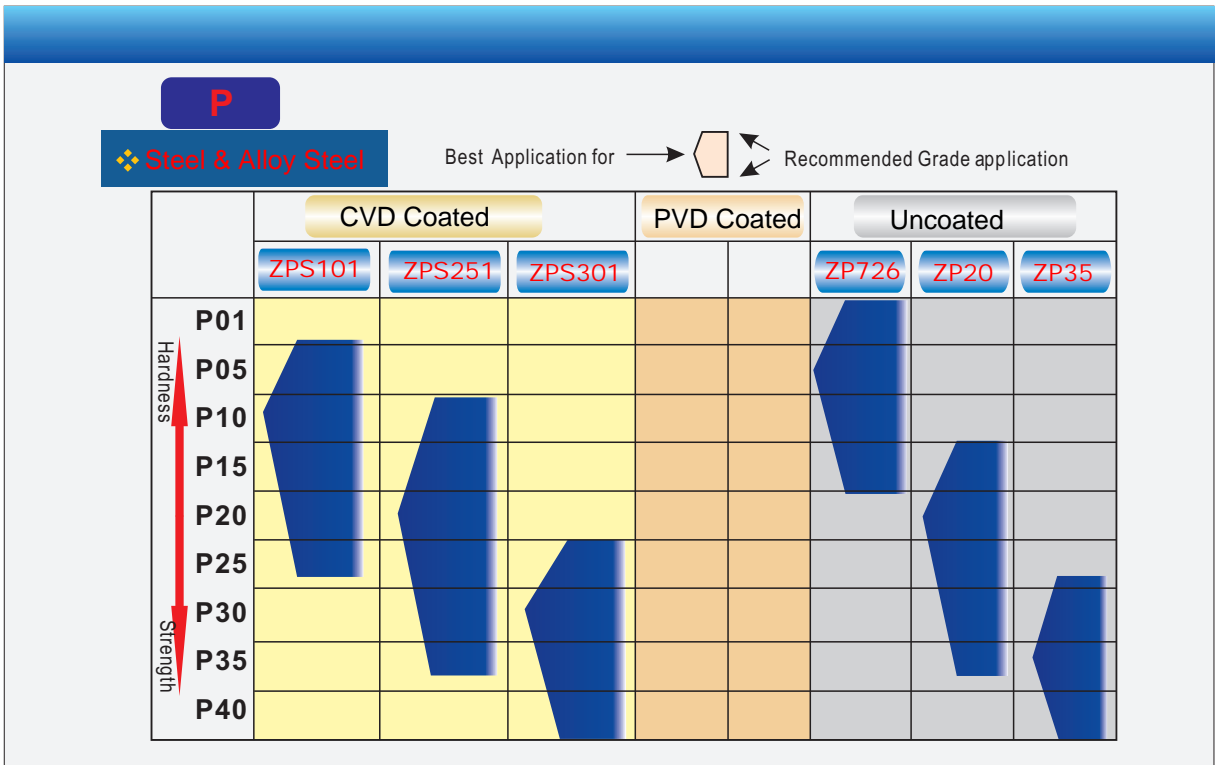 P
Steel & Alloy Steel
Best Application for
Recommended Grade application
CVD Coated
PVD Coated
Uncoated
ZPS101
ZPS251
ZPS301
ZP726
ZP20
ZP35
P01
P05
P10
P15
P20
P25
P30
P35
P40
Hardness
Strength